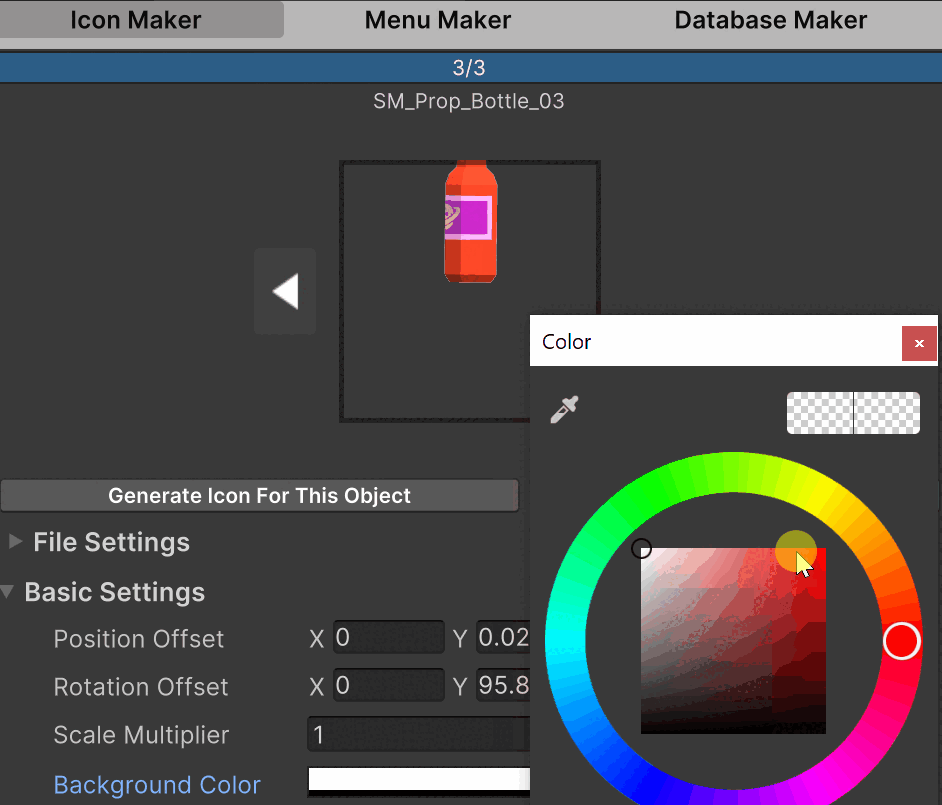 Icon Maker Menu Maker Database Maker
3/3
SM_Prop_Bottle_03
Color
Generate Icon For This Object
File Settings
Basic Settings
Position Offset X 0 Y 0.02
Rotation Offset X 0 Y 95.8
Scale Multiplier 1
Background Color